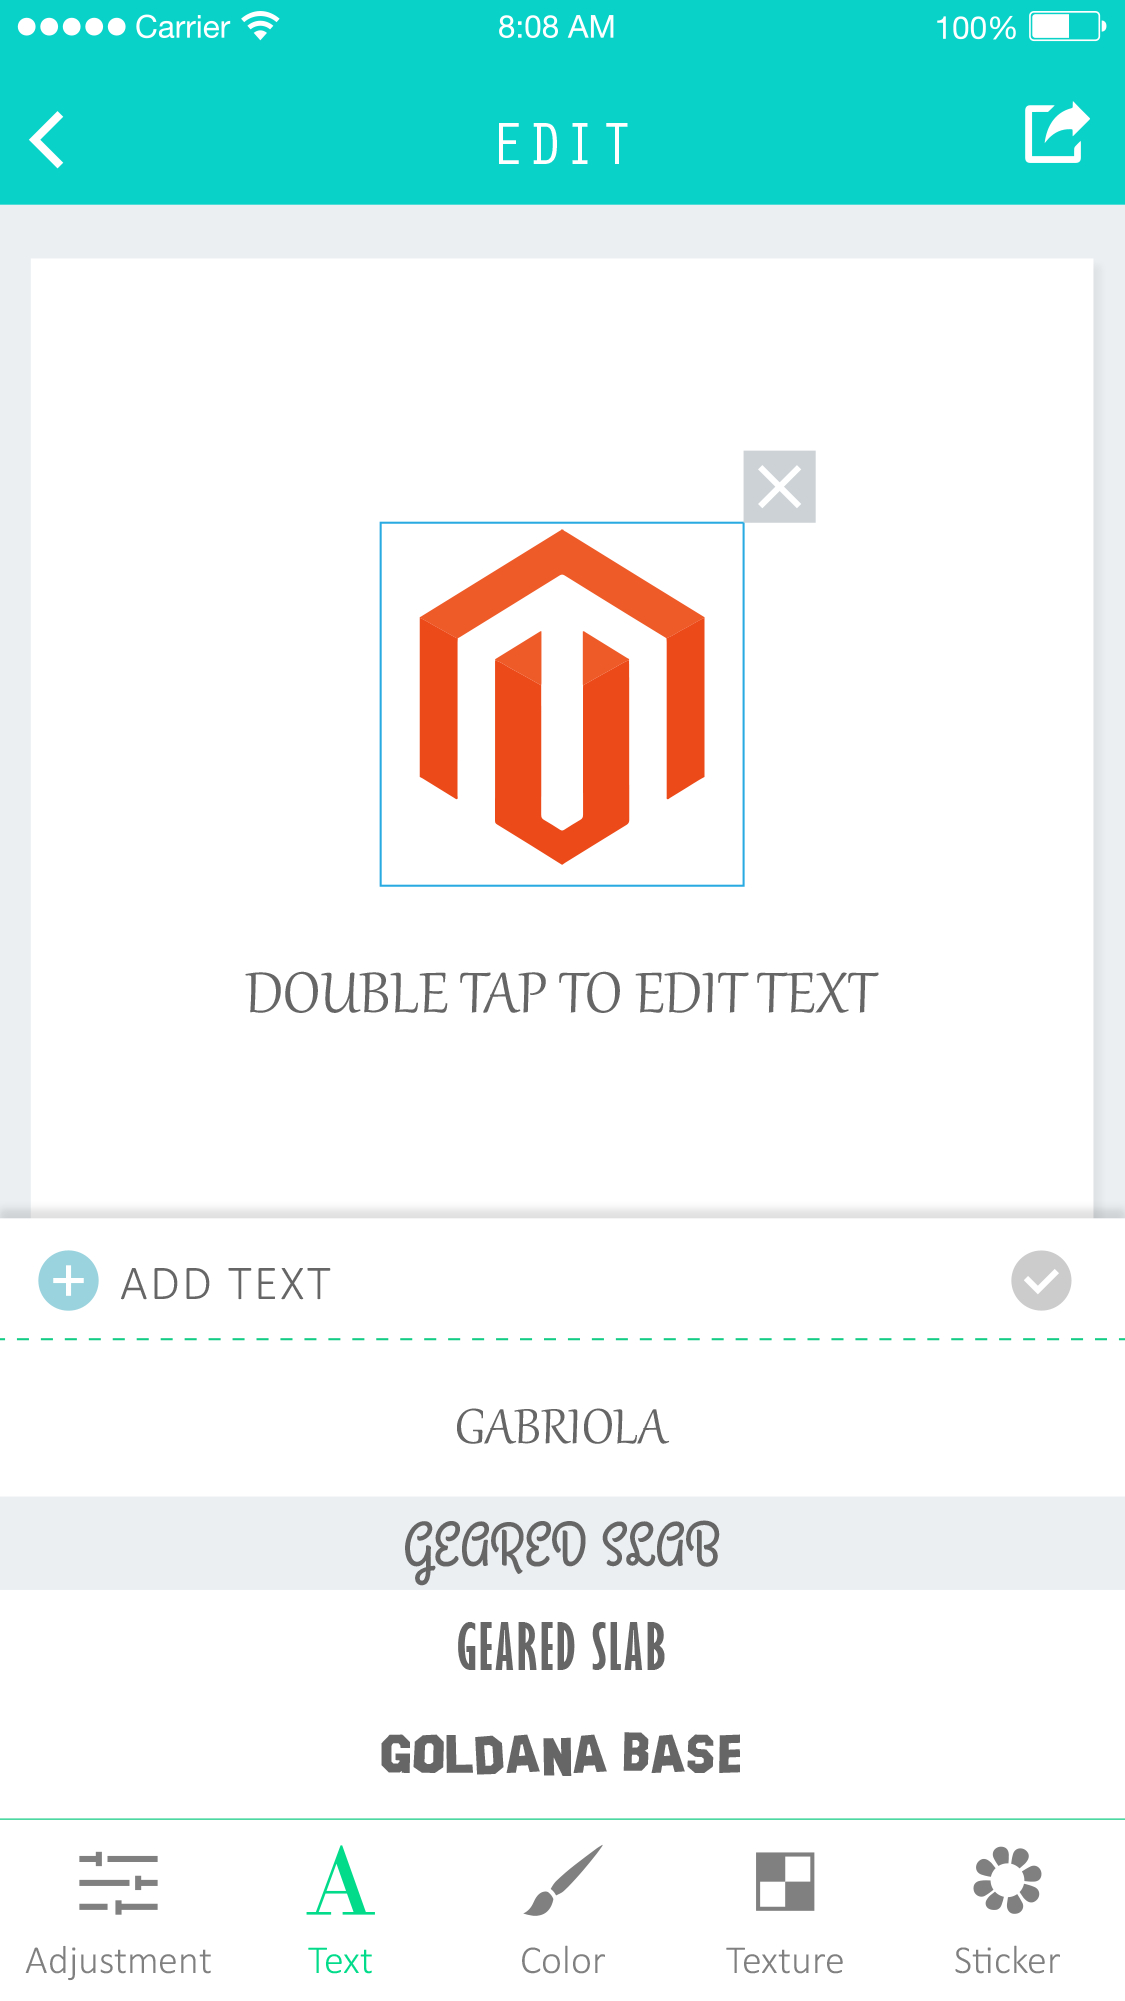 Carrier 8:08 AM 100%
EDIT
DOUBLE TAP TO EDIT TEXT
ADD TEXT
GABRIOLA
GEARED SLAB
GEARED SLAB
GOLDANA BASE
Adjustment Text Color Texture Sticker